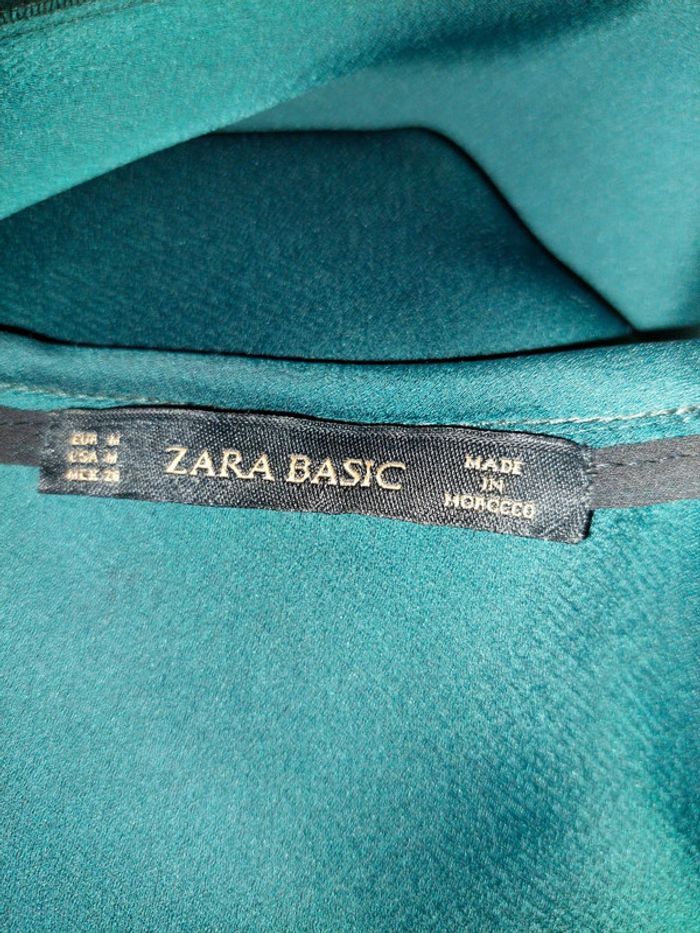 EUR M
USA M
MEX 28
ZARA BASIC
MADE
IN
MOROCCO